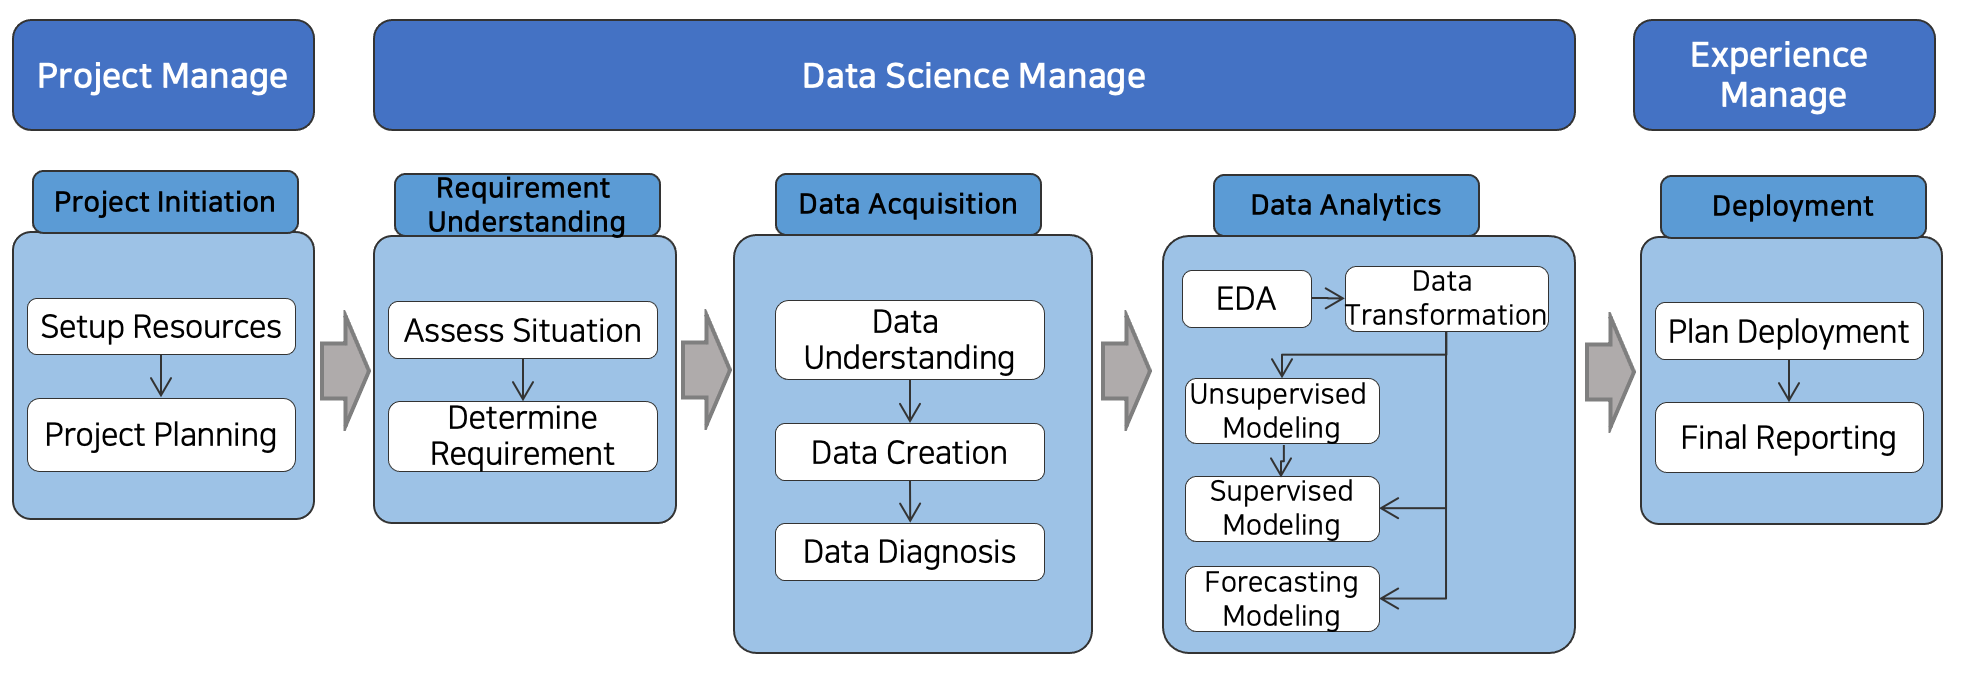 Project Manage
Data Science Manage
Experience
Manage
Project Initiation
Setup Resources
Project Planning
Requirement
Understanding
Assess Situation
Determine
Requirement
Data Acquisition
Data
Understanding
Data Creation
Data Diagnosis
Data Analytics
EDA
Data
Transformation
Unsupervised
Modeling
Supervised
Modeling
Forecasting
Modeling
Deployment
Plan Deployment
Final Reporting